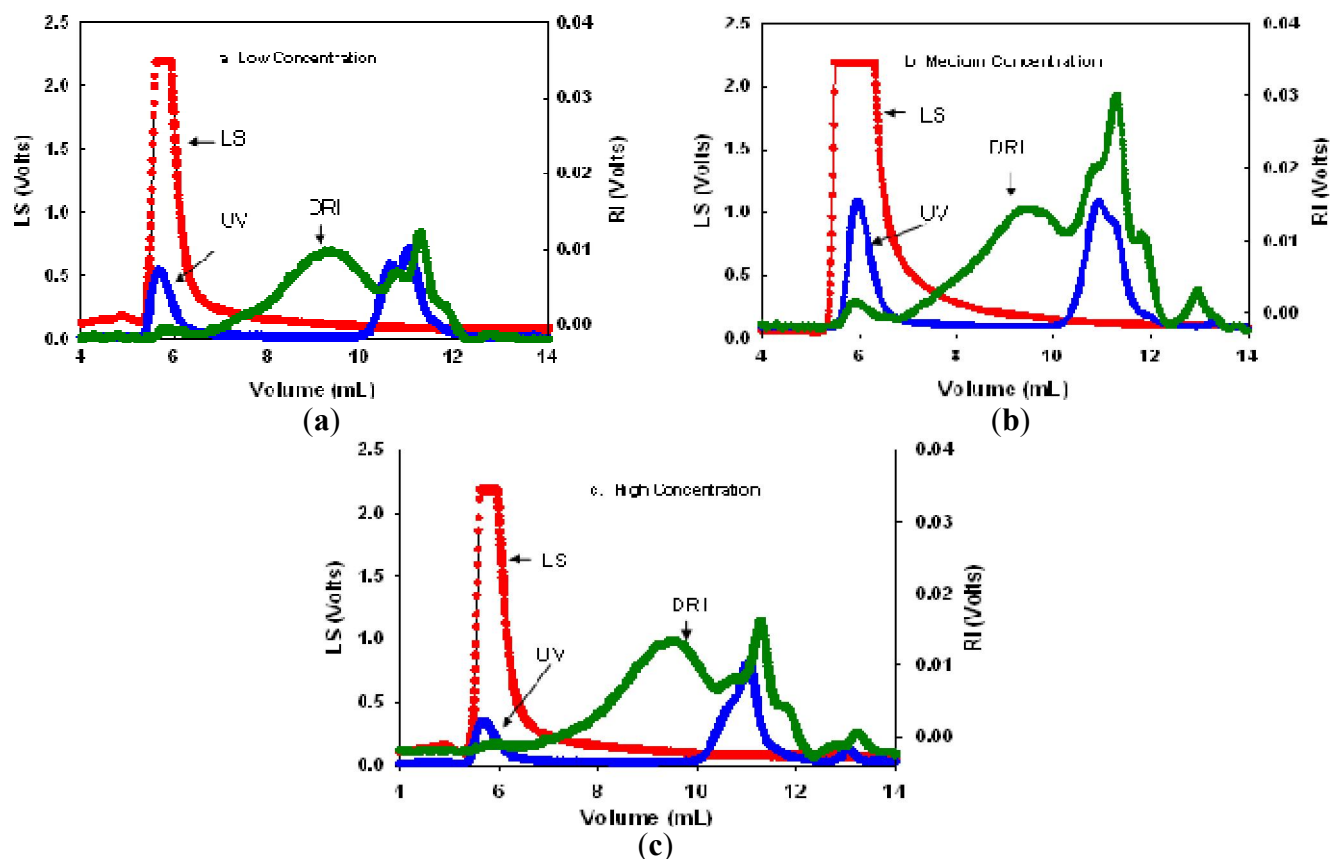 a. Low Concentration
LS (Volts)
RI (Volts)
2.5
2.0
1.5
1.0
0.5
0.0
0.04
0.03
0.02
0.01
0.00
LS
UV
DRI
4 6 8 10 12 14
Volume (mL)
(a)
b. Medium Concentration
LS (Volts)
RI (Volts)
2.5
2.0
1.5
1.0
0.5
0.0
0.04
0.03
0.02
0.01
0.00
LS
DRI
UV
4 6 8 10 12 14
Volume (mL)
(b)
c. High Concentration
LS (Volts)
RI (Volts)
2.5
2.0
1.5
1.0
0.5
0.0
0.04
0.03
0.02
0.01
0.00
LS
DRI
UV
4 6 8 10 12 14
Volume (mL)
(c)